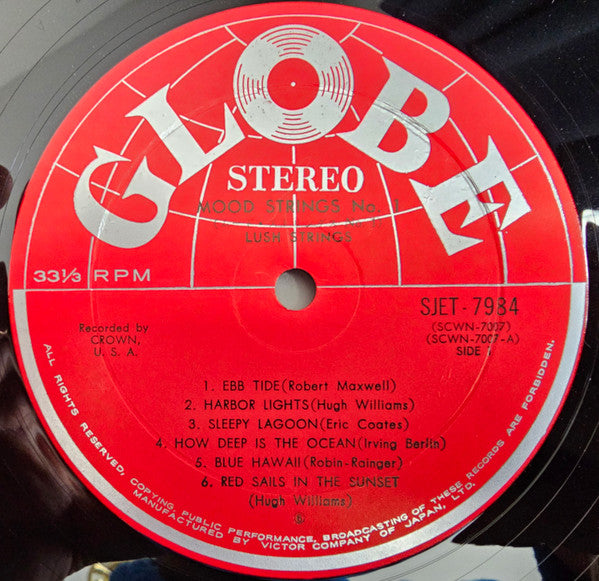 GLOBE
STEREO
MOOD STRINGS No. 1
LUSH STRINGS
33⅓ RPM
SJET-7984
(SCWN-7007)
(SCWN-7007-A)
SIDE 1
Recorded by
CROWN,
U. S. A.
1. EBB TIDE (Robert Maxwell)
2. HARBOR LIGHTS (Hugh Williams)
3. SLEEPY LAGOON (Eric Coates)
4. HOW DEEP IS THE OCEAN (Irving Berlin)
5. BLUE HAWAII (Robin-Rainger)
6. RED SAILS IN THE SUNSET
(Hugh Williams)
ALL RIGHTS RESERVED, COPYING, PUBLIC PERFORMANCE, BROADCASTING OF THESE RECORDS ARE FORBIDDEN.
MANUFACTURED BY VICTOR COMPANY OF JAPAN, LTD.